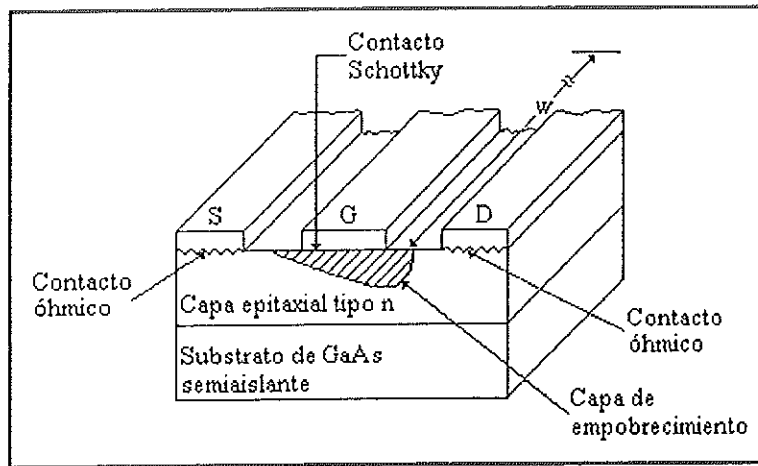 Contacto
Schottky
W
S
G
D
Contacto
óhmico
Capa epitaxial tipo n
Contacto
óhmico
Substrato de GaAs
semiaislante
Capa de
empobrecimiento